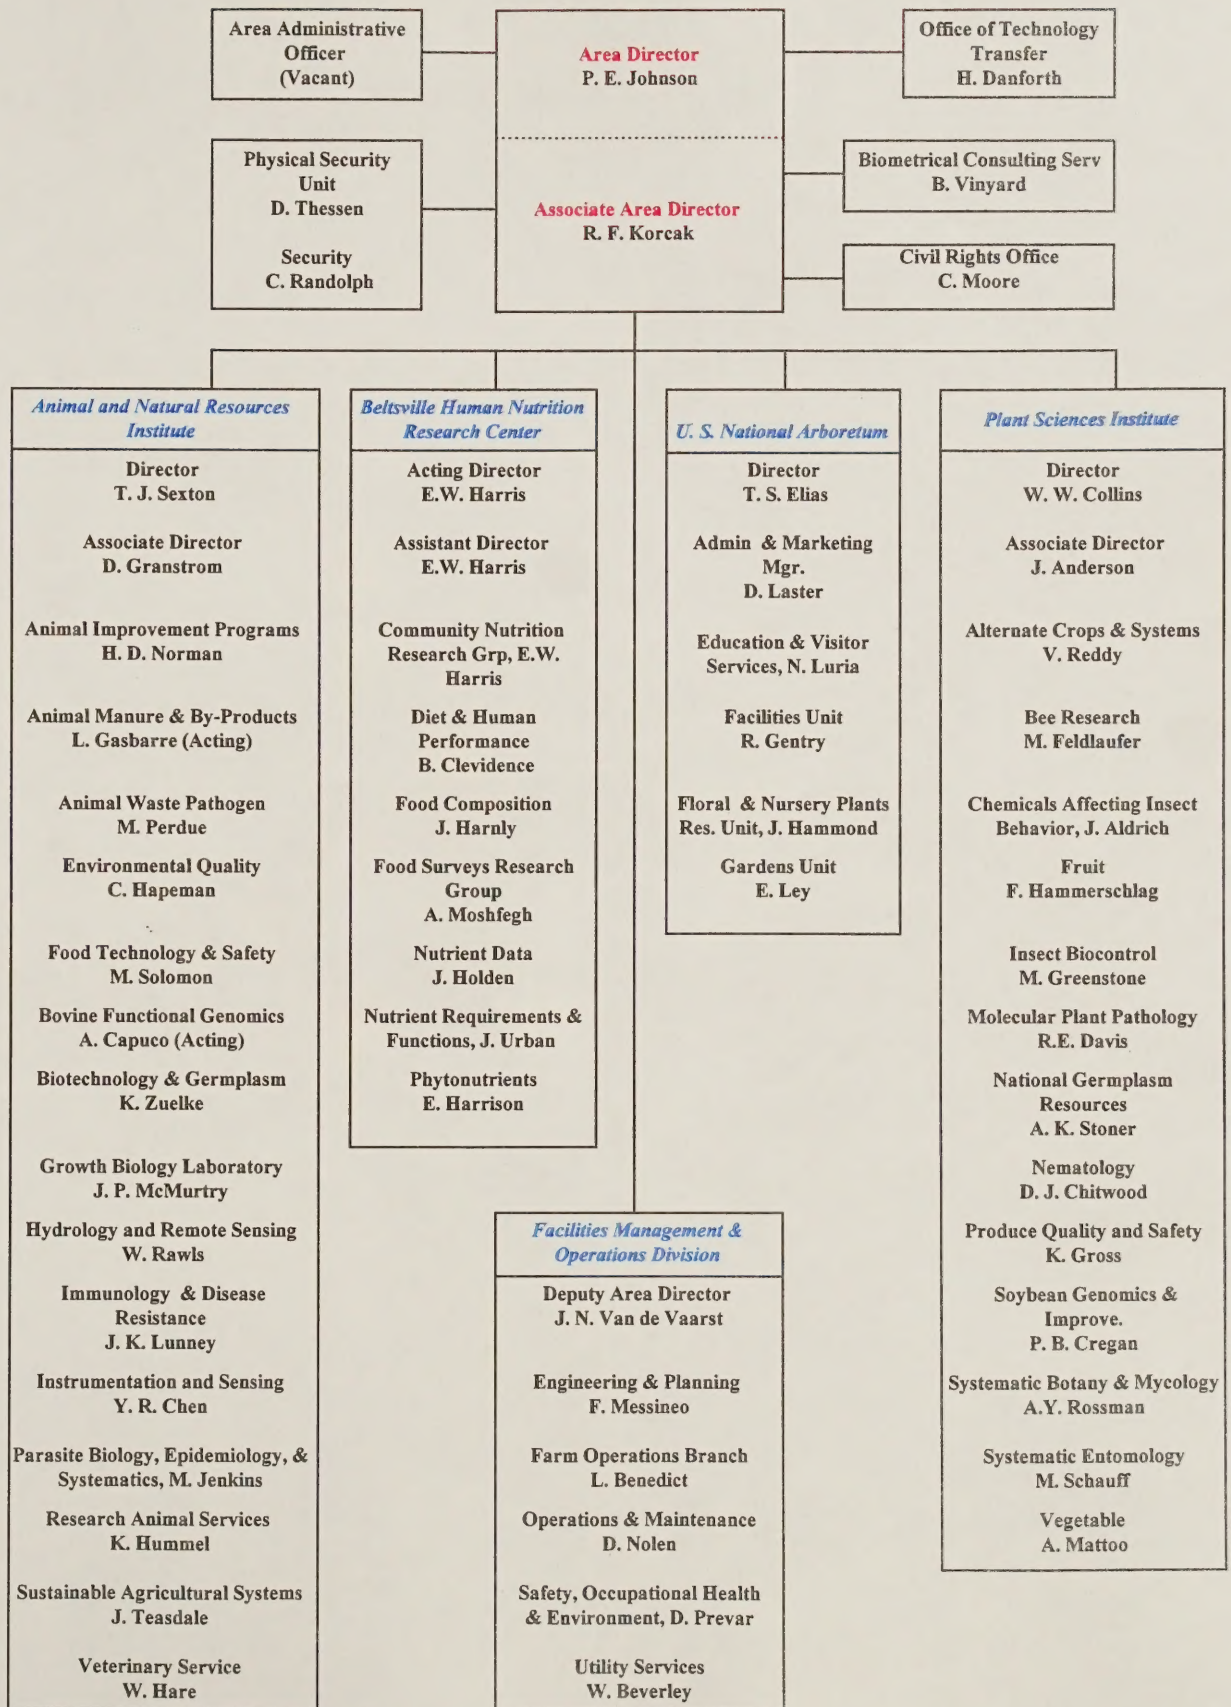 Area Administrative
Officer
(Vacant)
Area Director
P. E. Johnson
Office of Technology
Transfer
H. Danforth
Physical Security
Unit
D. Thessen
Security
C. Randolph
Associate Area Director
R. F. Korcak
Biometrical Consulting Serv
B. Vinyard
Civil Rights Office
C. Moore
Animal and Natural Resources
Institute
Director
T. J. Sexton
Associate Director
D. Granstrom
Animal Improvement Programs
H. D. Norman
Animal Manure & By-Products
L. Gasbarre (Acting)
Animal Waste Pathogen
M. Perdue
Environmental Quality
C. Hapeman
Food Technology & Safety
M. Solomon
Bovine Functional Genomics
A. Capuco (Acting)
Biotechnology & Germplasm
K. Zuelke
Growth Biology Laboratory
J. P. McMurtry
Hydrology and Remote Sensing
W. Rawls
Immunology & Disease
Resistance
J. K. Lunney
Instrumentation and Sensing
Y. R. Chen
Parasite Biology, Epidemiology, &
Systematics, M. Jenkins
Research Animal Services
K. Hummel
Sustainable Agricultural Systems
J. Teasdale
Veterinary Service
W. Hare
Beltsville Human Nutrition
Research Center
Acting Director
E.W. Harris
Assistant Director
E.W. Harris
Community Nutrition
Research Grp, E.W.
Harris
Diet & Human
Performance
B. Clevidence
Food Composition
J. Harnly
Food Surveys Research
Group
A. Moshfegh
Nutrient Data
J. Holden
Nutrient Requirements &
Functions, J. Urban
Phytonutrients
E. Harrison
U. S. National Arboretum
Director
T. S. Elias
Admin & Marketing
Mgr.
D. Laster
Education & Visitor
Services, N. Luria
Facilities Unit
R. Gentry
Floral & Nursery Plants
Res. Unit, J. Hammond
Gardens Unit
E. Ley
Facilities Management &
Operations Division
Deputy Area Director
J. N. Van de Vaarst
Engineering & Planning
F. Messineo
Farm Operations Branch
L. Benedict
Operations & Maintenance
D. Nolen
Safety, Occupational Health
& Environment, D. Prevar
Utility Services
W. Beverley
Plant Sciences Institute
Director
W. W. Collins
Associate Director
J. Anderson
Alternate Crops & Systems
V. Reddy
Bee Research
M. Feldlaufer
Chemicals Affecting Insect
Behavior, J. Aldrich
Fruit
F. Hammerschlag
Insect Biocontrol
M. Greenstone
Molecular Plant Pathology
R.E. Davis
National Germplasm
Resources
A. K. Stoner
Nematology
D. J. Chitwood
Produce Quality and Safety
K. Gross
Soybean Genomics &
Improve.
P. B. Cregan
Systematic Botany & Mycology
A.Y. Rossman
Systematic Entomology
M. Schauff
Vegetable
A. Mattoo